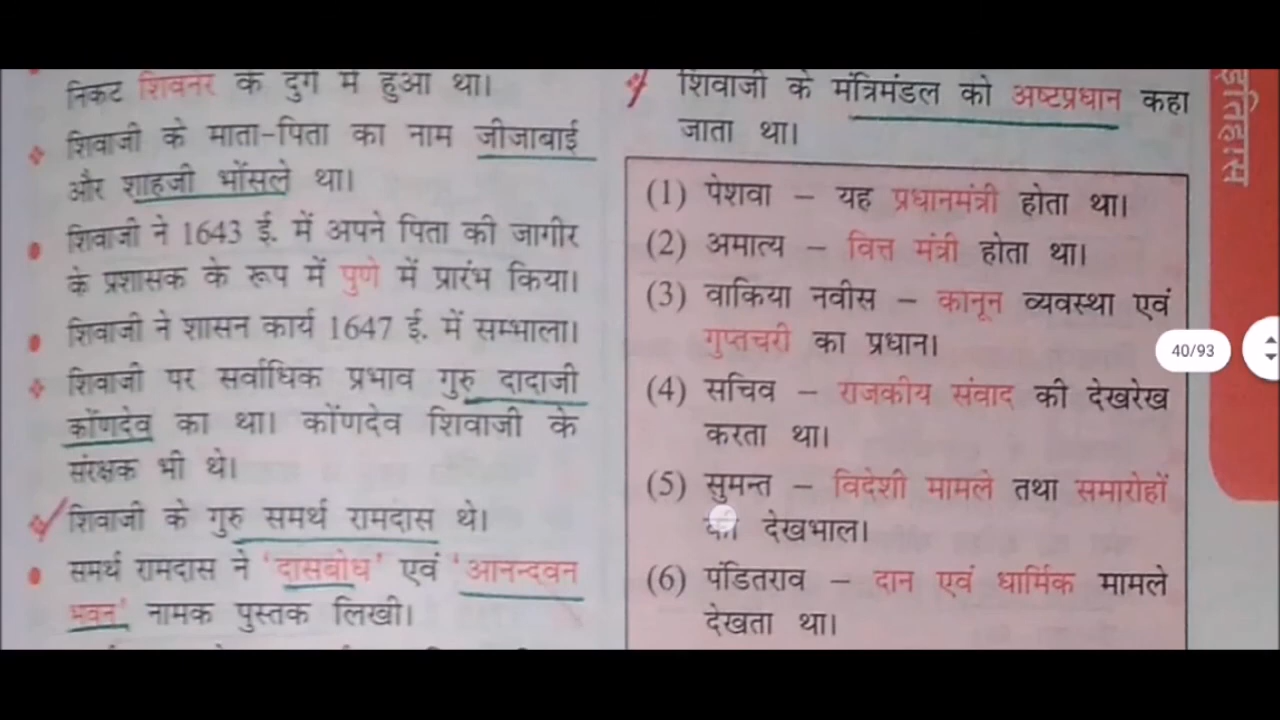 निकट शिवनेर के दुर्ग में हुआ था।
शिवाजी के माता-पिता का नाम जीजाबाई
और शाहजी भोंसले था।
शिवाजी ने 1643 ई. में अपने पिता की जागीर
के प्रशासक के रूप में पुणे में प्रारंभ किया।
शिवाजी ने शासन कार्य 1647 ई. में सम्भाला।
शिवाजी पर सर्वाधिक प्रभाव गुरु दादाजी
कोंणदेव का था। कोंणदेव शिवाजी के
संरक्षक भी थे।
शिवाजी के गुरु समर्थ रामदास थे।
समर्थ रामदास ने 'दासबोध' एवं 'आनन्दवन
भवन' नामक पुस्तक लिखी।
शिवाजी के मंत्रिमंडल को अष्टप्रधान कहा
जाता था।
(1) पेशवा – यह प्रधानमंत्री होता था।
(2) अमात्य – वित्त मंत्री होता था।
(3) वाकिया नवीस – कानून व्यवस्था एवं
गुप्तचरी का प्रधान।
(4) सचिव – राजकीय संवाद की देखरेख
करता था।
(5) सुमन्त – विदेशी मामले तथा समारोहों
की देखभाल।
(6) पंडितराव – दान एवं धार्मिक मामले
देखता था।
इतिहास
40/93